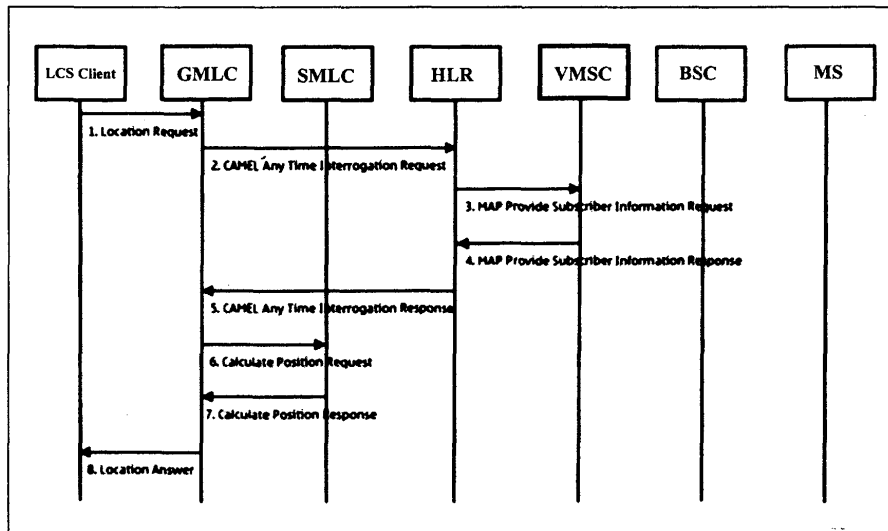 LCS Client
GMLC
SMLC
HLR
VMSC
BSC
MS
1. Location Request
2. CAMEL Any Time Interrogation Request
3. MAP Provide Subscriber Information Request
4. MAP Provide Subscriber Information Response
5. CAMEL Any Time Interrogation Response
6. Calculate Position Request
7. Calculate Position Response
8. Location Answer